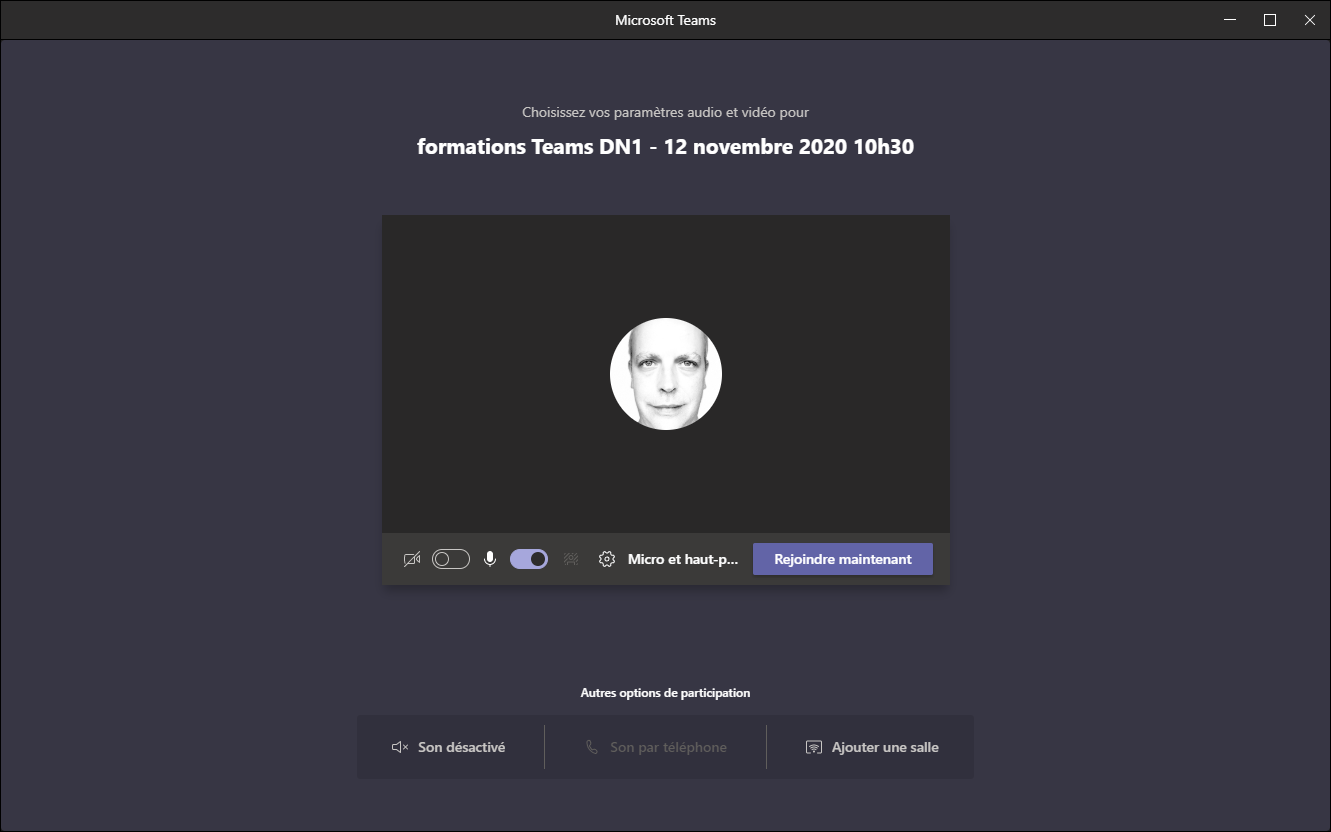 Microsoft Teams
Choisissez vos paramètres audio et vidéo pour
formations Teams DN1 - 12 novembre 2020 10h30
Micro et haut-p... Rejoindre maintenant
Autres options de participation
Son désactivé Son par téléphone Ajouter une salle